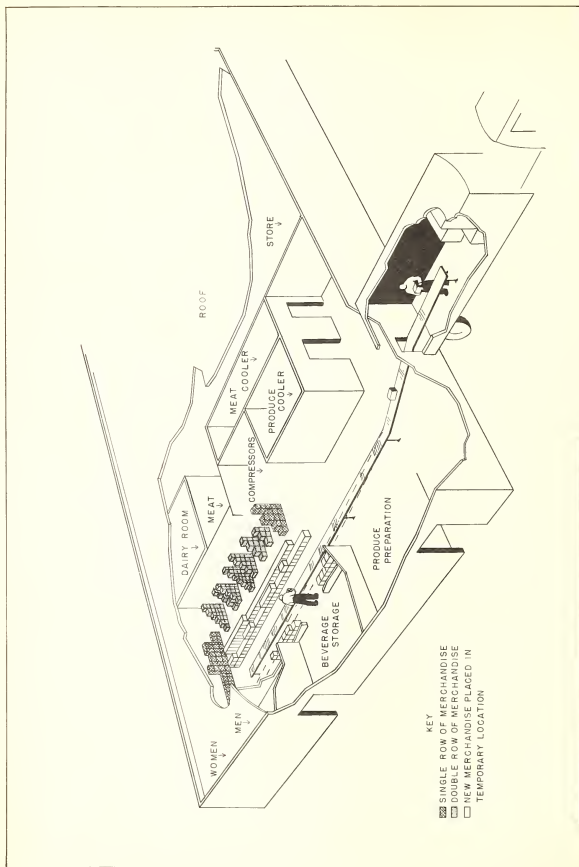 ROOF
STORE
MEAT
COOLER
PRODUCE
COOLER
COMPRESSORS
DAIRY ROOM
MEAT
WOMEN
MEN
BEVERAGE
STORAGE
PRODUCE
PREPARATION
KEY
SINGLE ROW OF MERCHANDISE
DOUBLE ROW OF MERCHANDISE
NEW MERCHANDISE PLACED IN
TEMPORARY LOCATION